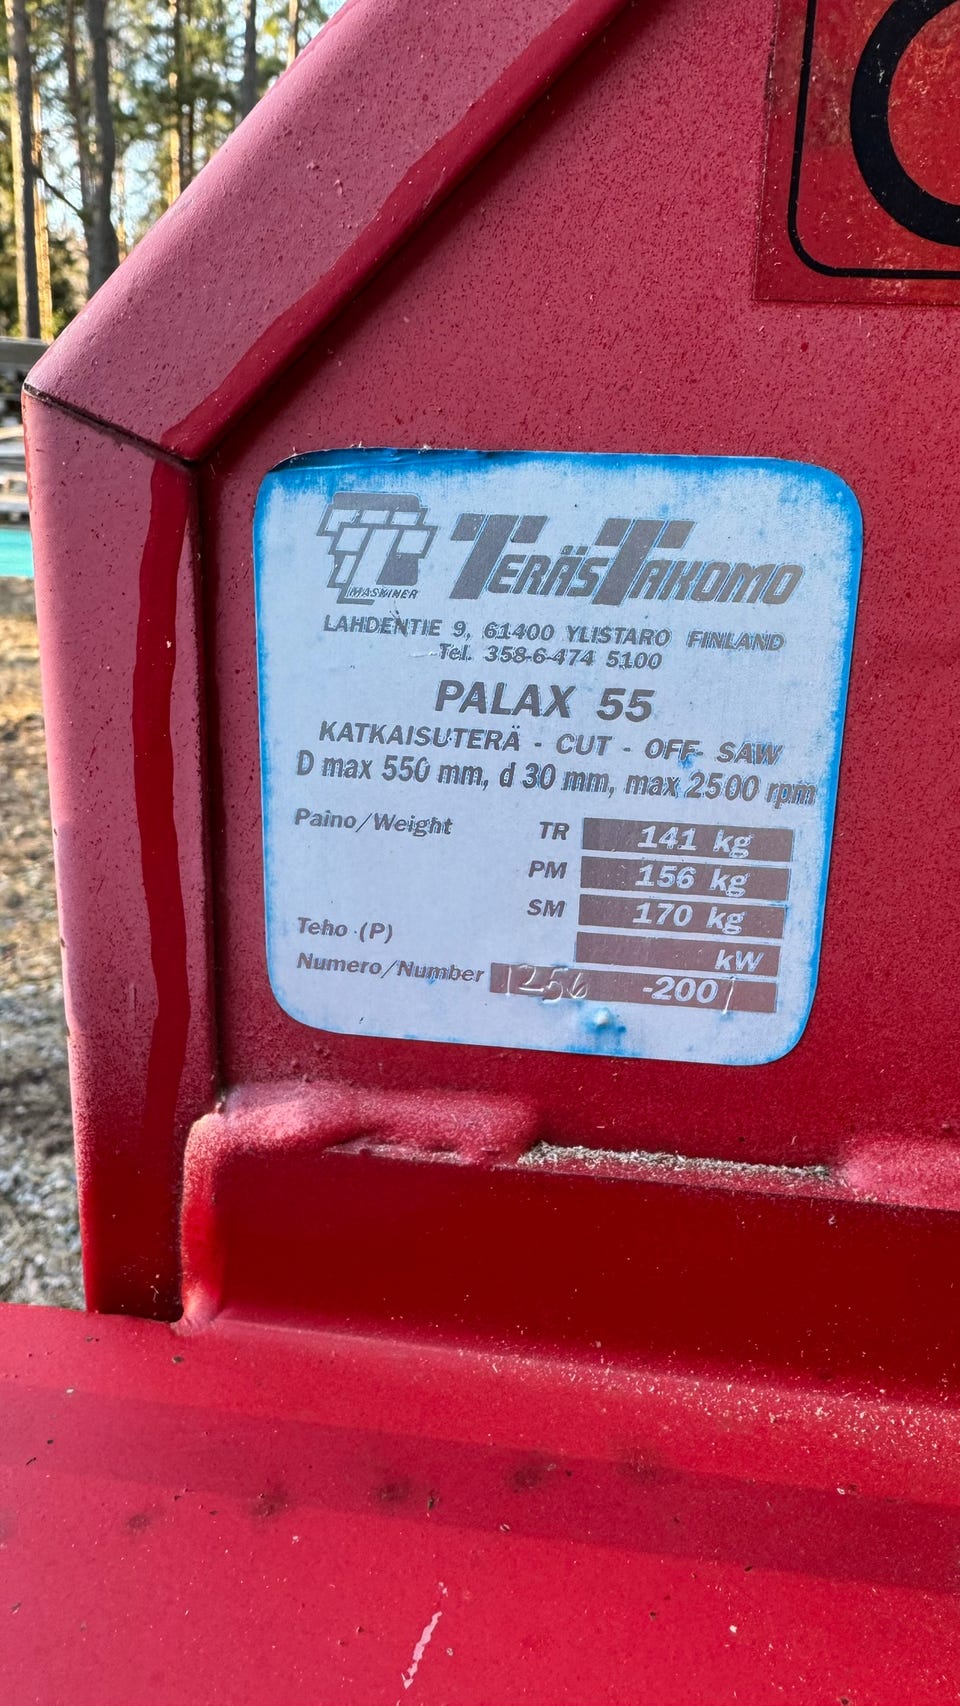 MASKINER
TERÄSTAKOMO
LAHDENTIE 9, 61400 YLISTARO FINLAND
Tel. 358-6-474 5100
PALAX 55
KATKAISUTERÄ - CUT - OFF- SAW
D max 550 mm, d 30 mm, max 2500 rpm
Paino/Weight TR 141 kg
PM 156 kg
SM 170 kg
Teho (P) kW
Numero/Number 1256 -2001